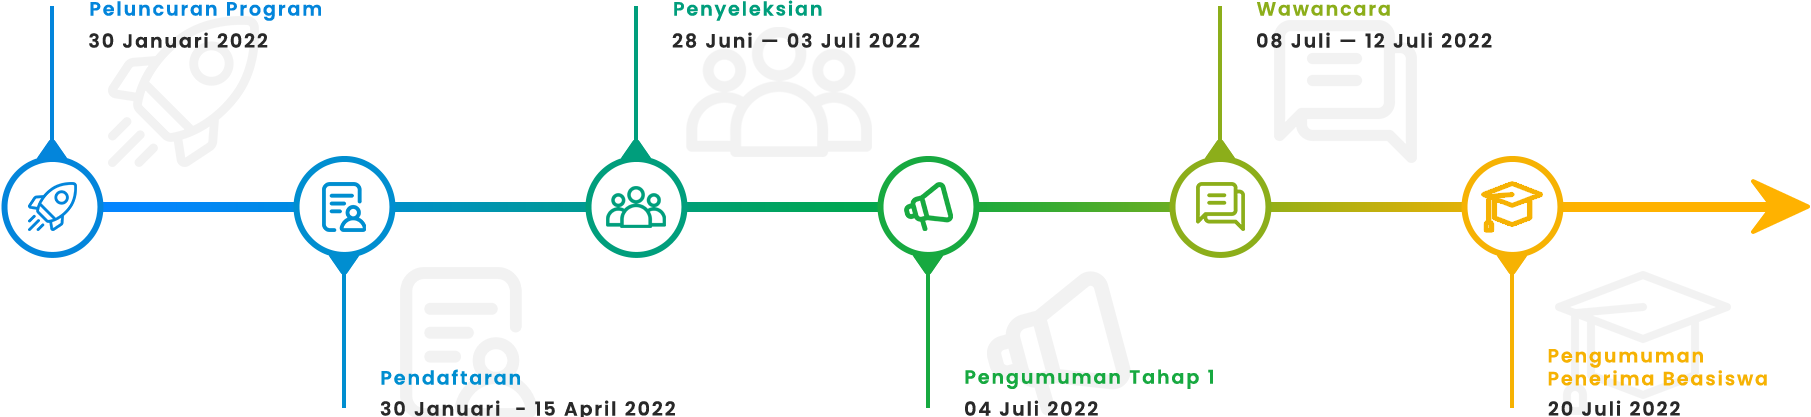 Peluncuran Program
30 Januari 2022
Penyeleksian
28 Juni — 03 Juli 2022
Wawancara
08 Juli — 12 Juli 2022
Pendaftaran
30 Januari - 15 April 2022
Pengumuman Tahap 1
04 Juli 2022
Pengumuman
Penerima Beasiswa
20 Juli 2022